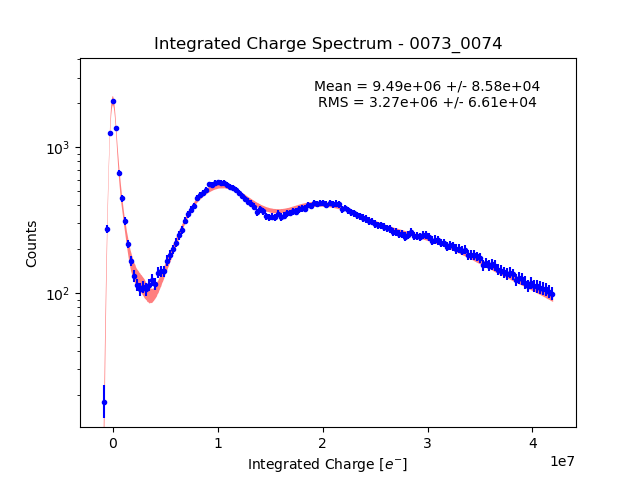 Integrated Charge Spectrum - 0073_0074
Mean = 9.49e+06 +/- 8.58e+04
RMS = 3.27e+06 +/- 6.61e+04
10³
10²
Counts
0 1 2 3 4
1e7
Integrated Charge [e⁻]